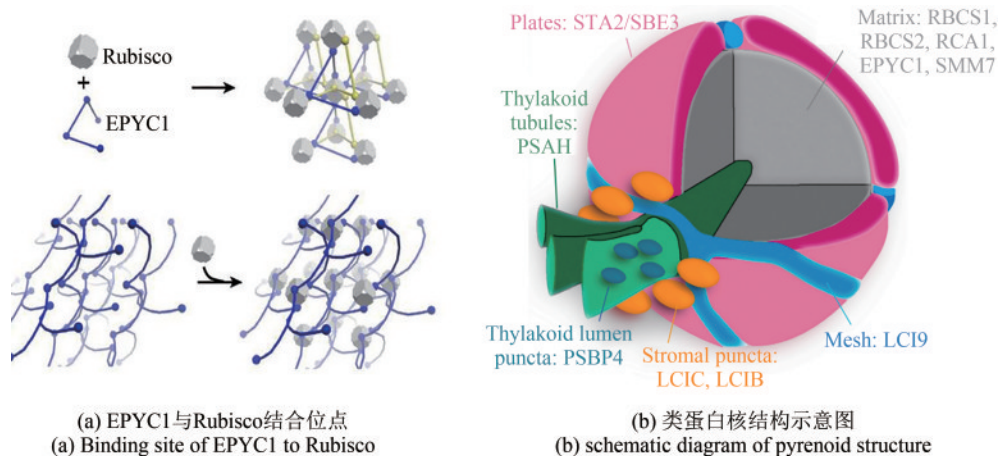 Rubisco
+
EPYC1
(a) EPYC1与Rubisco结合位点
(a) Binding site of EPYC1 to Rubisco
Plates: STA2/SBE3
Matrix: RBCS1,
RBCS2, RCA1,
EPYC1, SMM7
Thylakoid
tubules:
PSAH
Thylakoid lumen
puncta: PSBP4
Stromal puncta:
LCIC, LCIB
Mesh: LCI9
(b) 类蛋白核结构示意图
(b) schematic diagram of pyrenoid structure